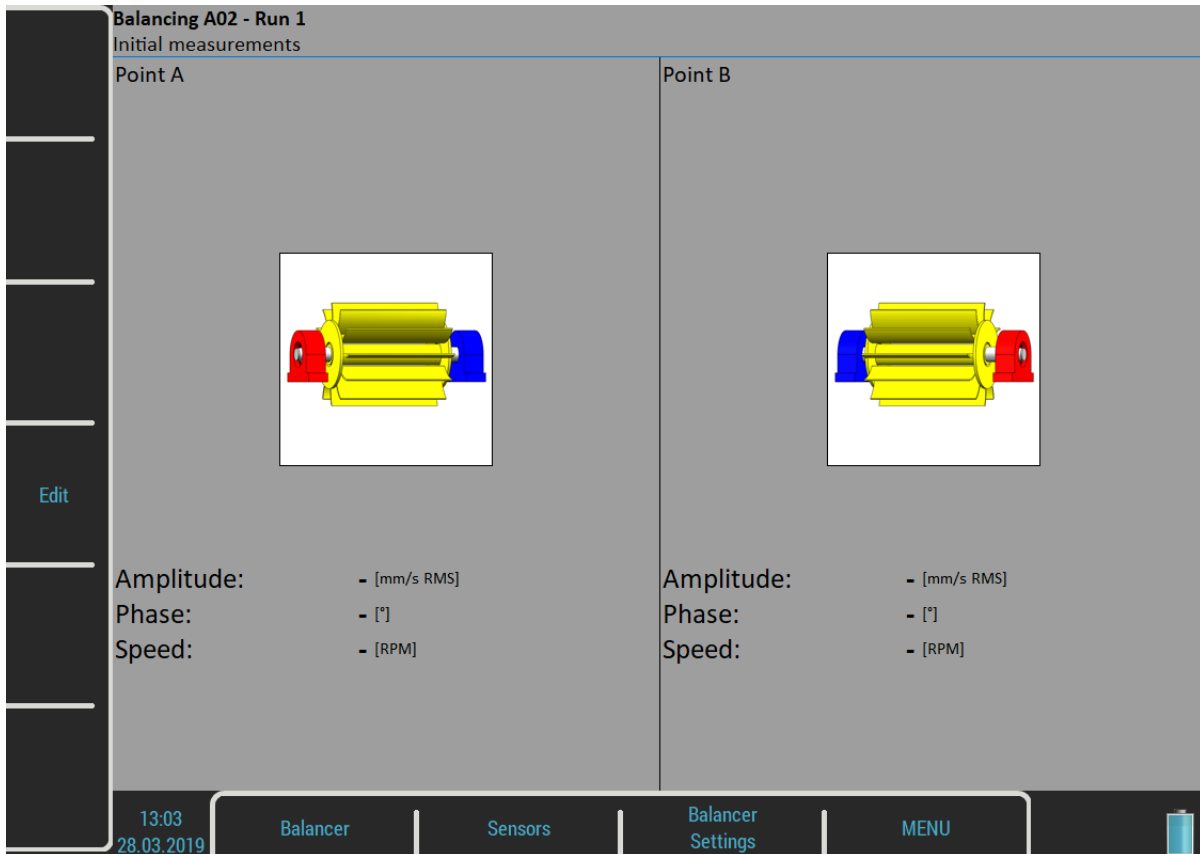 Balancing A02 - Run 1
Initial measurements
Point A
Point B
Edit
Amplitude: - [mm/s RMS]
Phase: - [°]
Speed: - [RPM]
Amplitude: - [mm/s RMS]
Phase: - [°]
Speed: - [RPM]
13:03
28.03.2019
Balancer
Sensors
Balancer
Settings
MENU